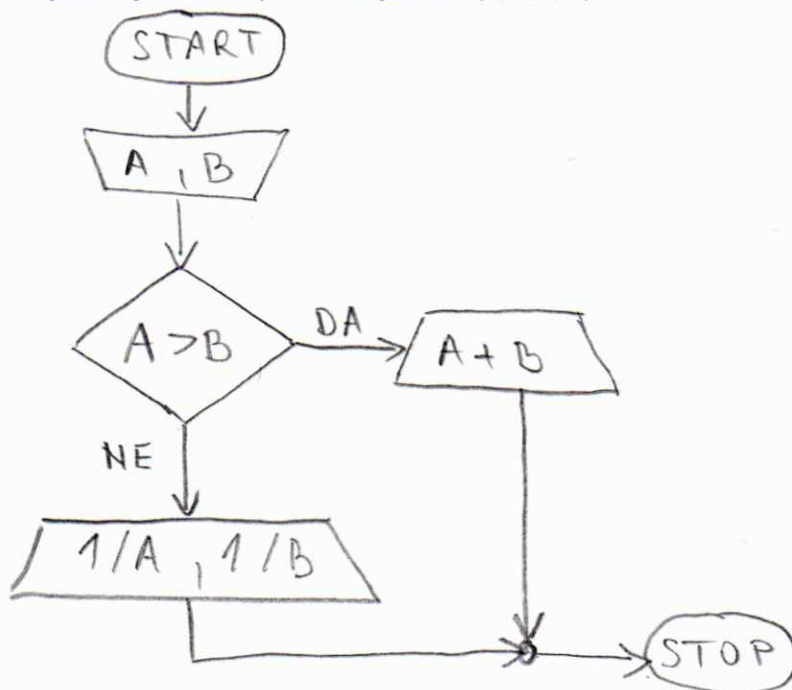 START
A , B
A > B
DA
A + B
NE
1/A , 1/B
STOP